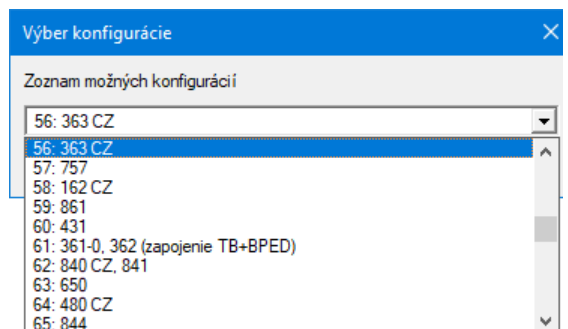 Výber konfigurácie
Zoznam možných konfigurácií
56: 363 CZ
56: 363 CZ
57: 757
58: 162 CZ
59: 861
60: 431
61: 361-0, 362 (zapojenie TB+BPED)
62: 840 CZ, 841
63: 650
64: 480 CZ
65: 844